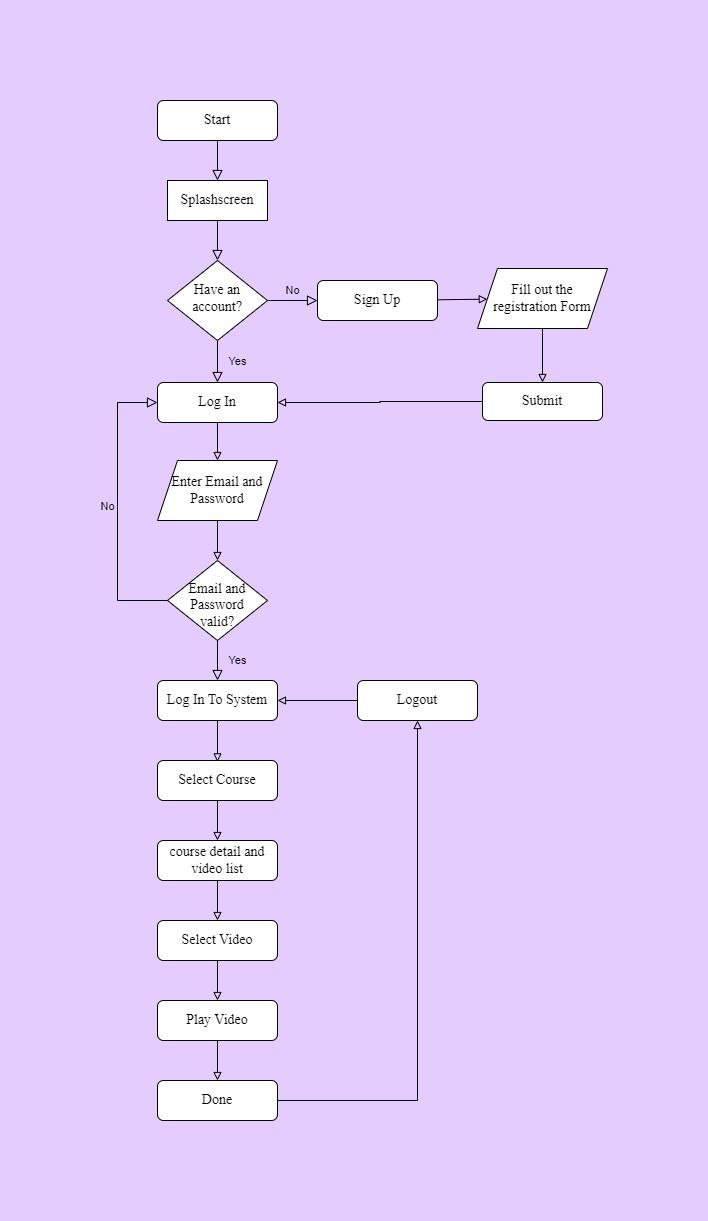 Start
Splashscreen
Have an
account?
No
Sign Up
Fill out the
registration Form
Yes
Log In
Submit
Enter Email and
Password
No
Email and
Password
valid?
Yes
Log In To System
Logout
Select Course
course detail and
video list
Select Video
Play Video
Done